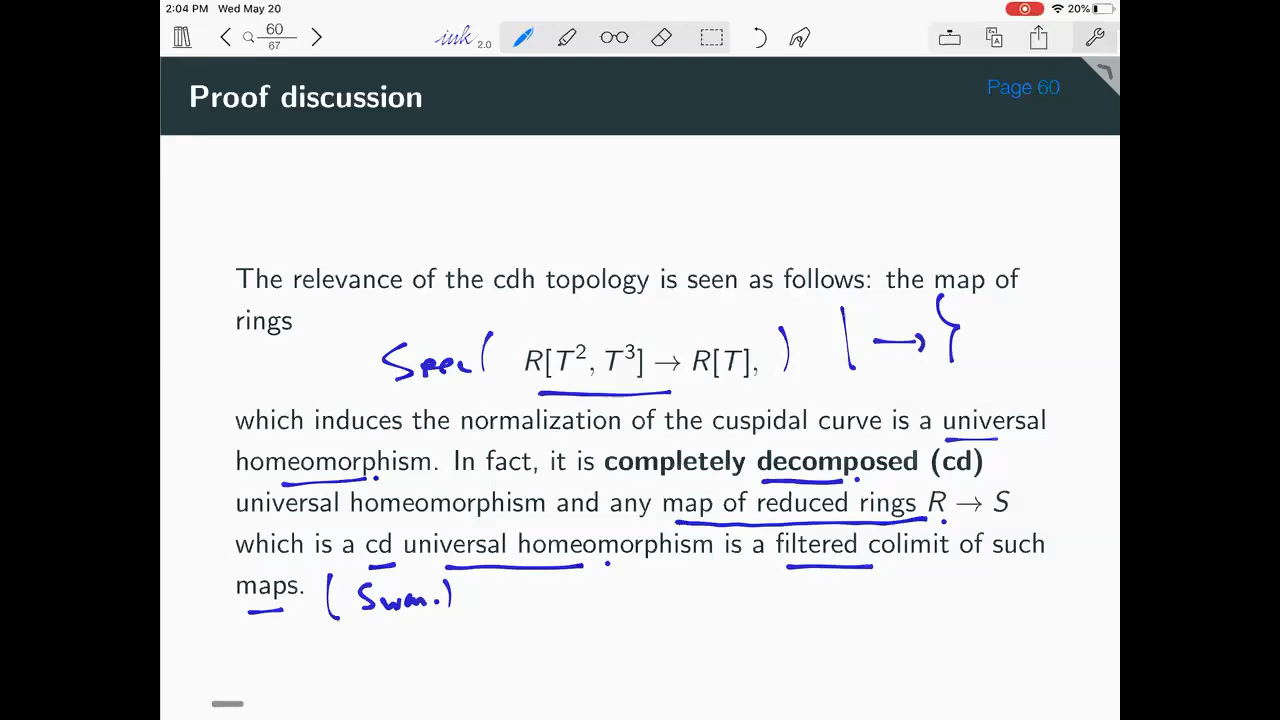 2:04 PM Wed May 20
20%
60
67
ink 2.0
Proof discussion
Page 60
The relevance of the cdh topology is seen as follows: the map of
rings
Spec( R[T², T³] → R[T], )
which induces the normalization of the cuspidal curve is a universal
homeomorphism. In fact, it is completely decomposed (cd)
universal homeomorphism and any map of reduced rings R → S
which is a cd universal homeomorphism is a filtered colimit of such
maps. (Swan.)